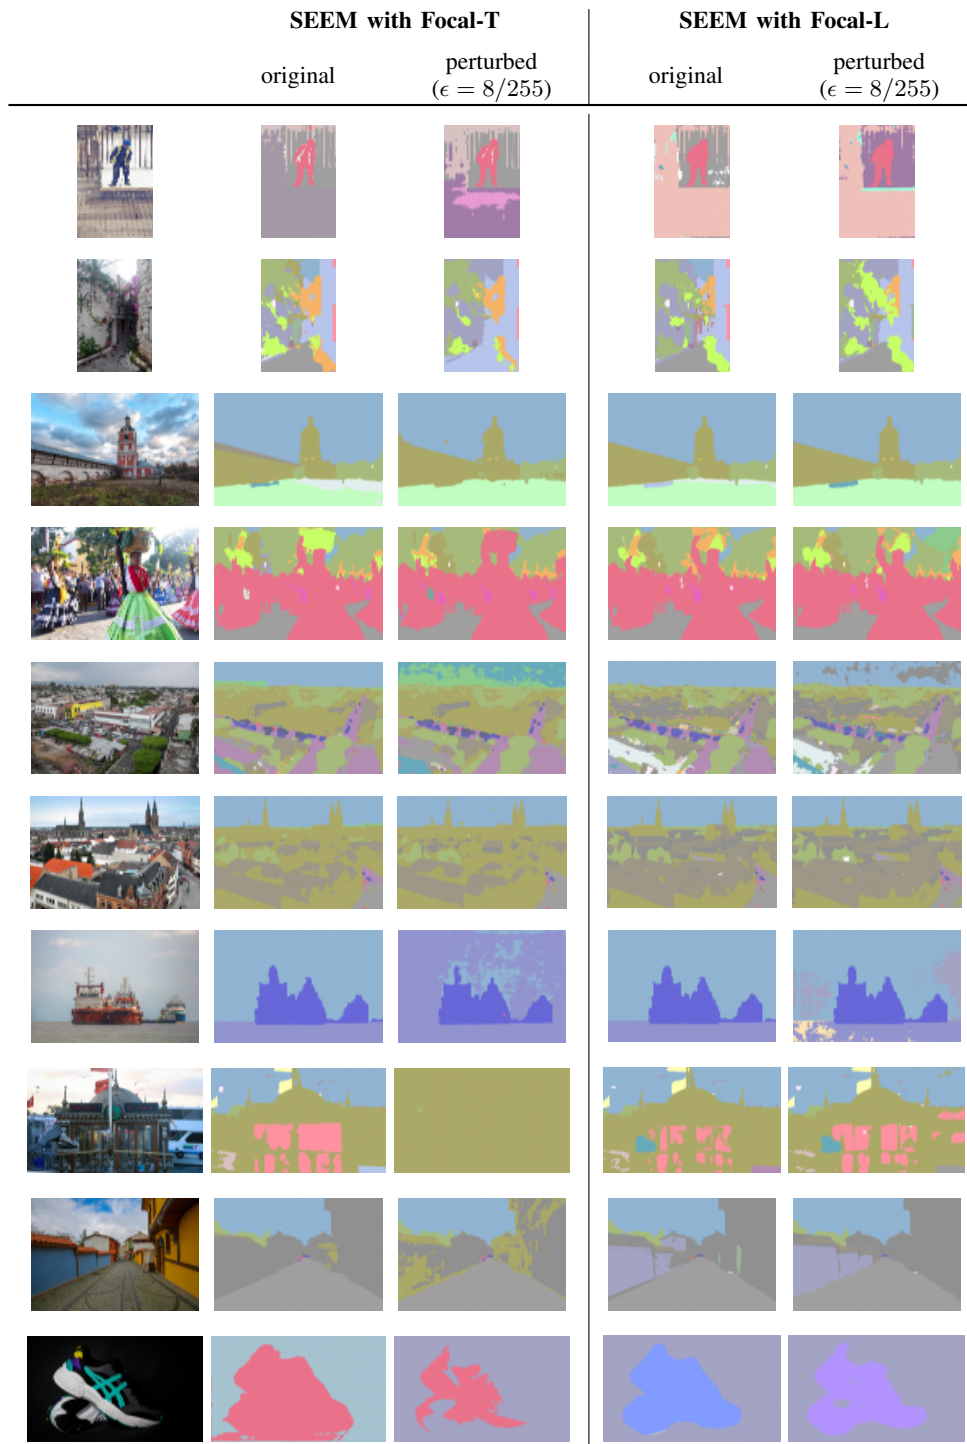 SEEM with Focal-T SEEM with Focal-L
original perturbed (ϵ = 8/255) original perturbed (ϵ = 8/255)